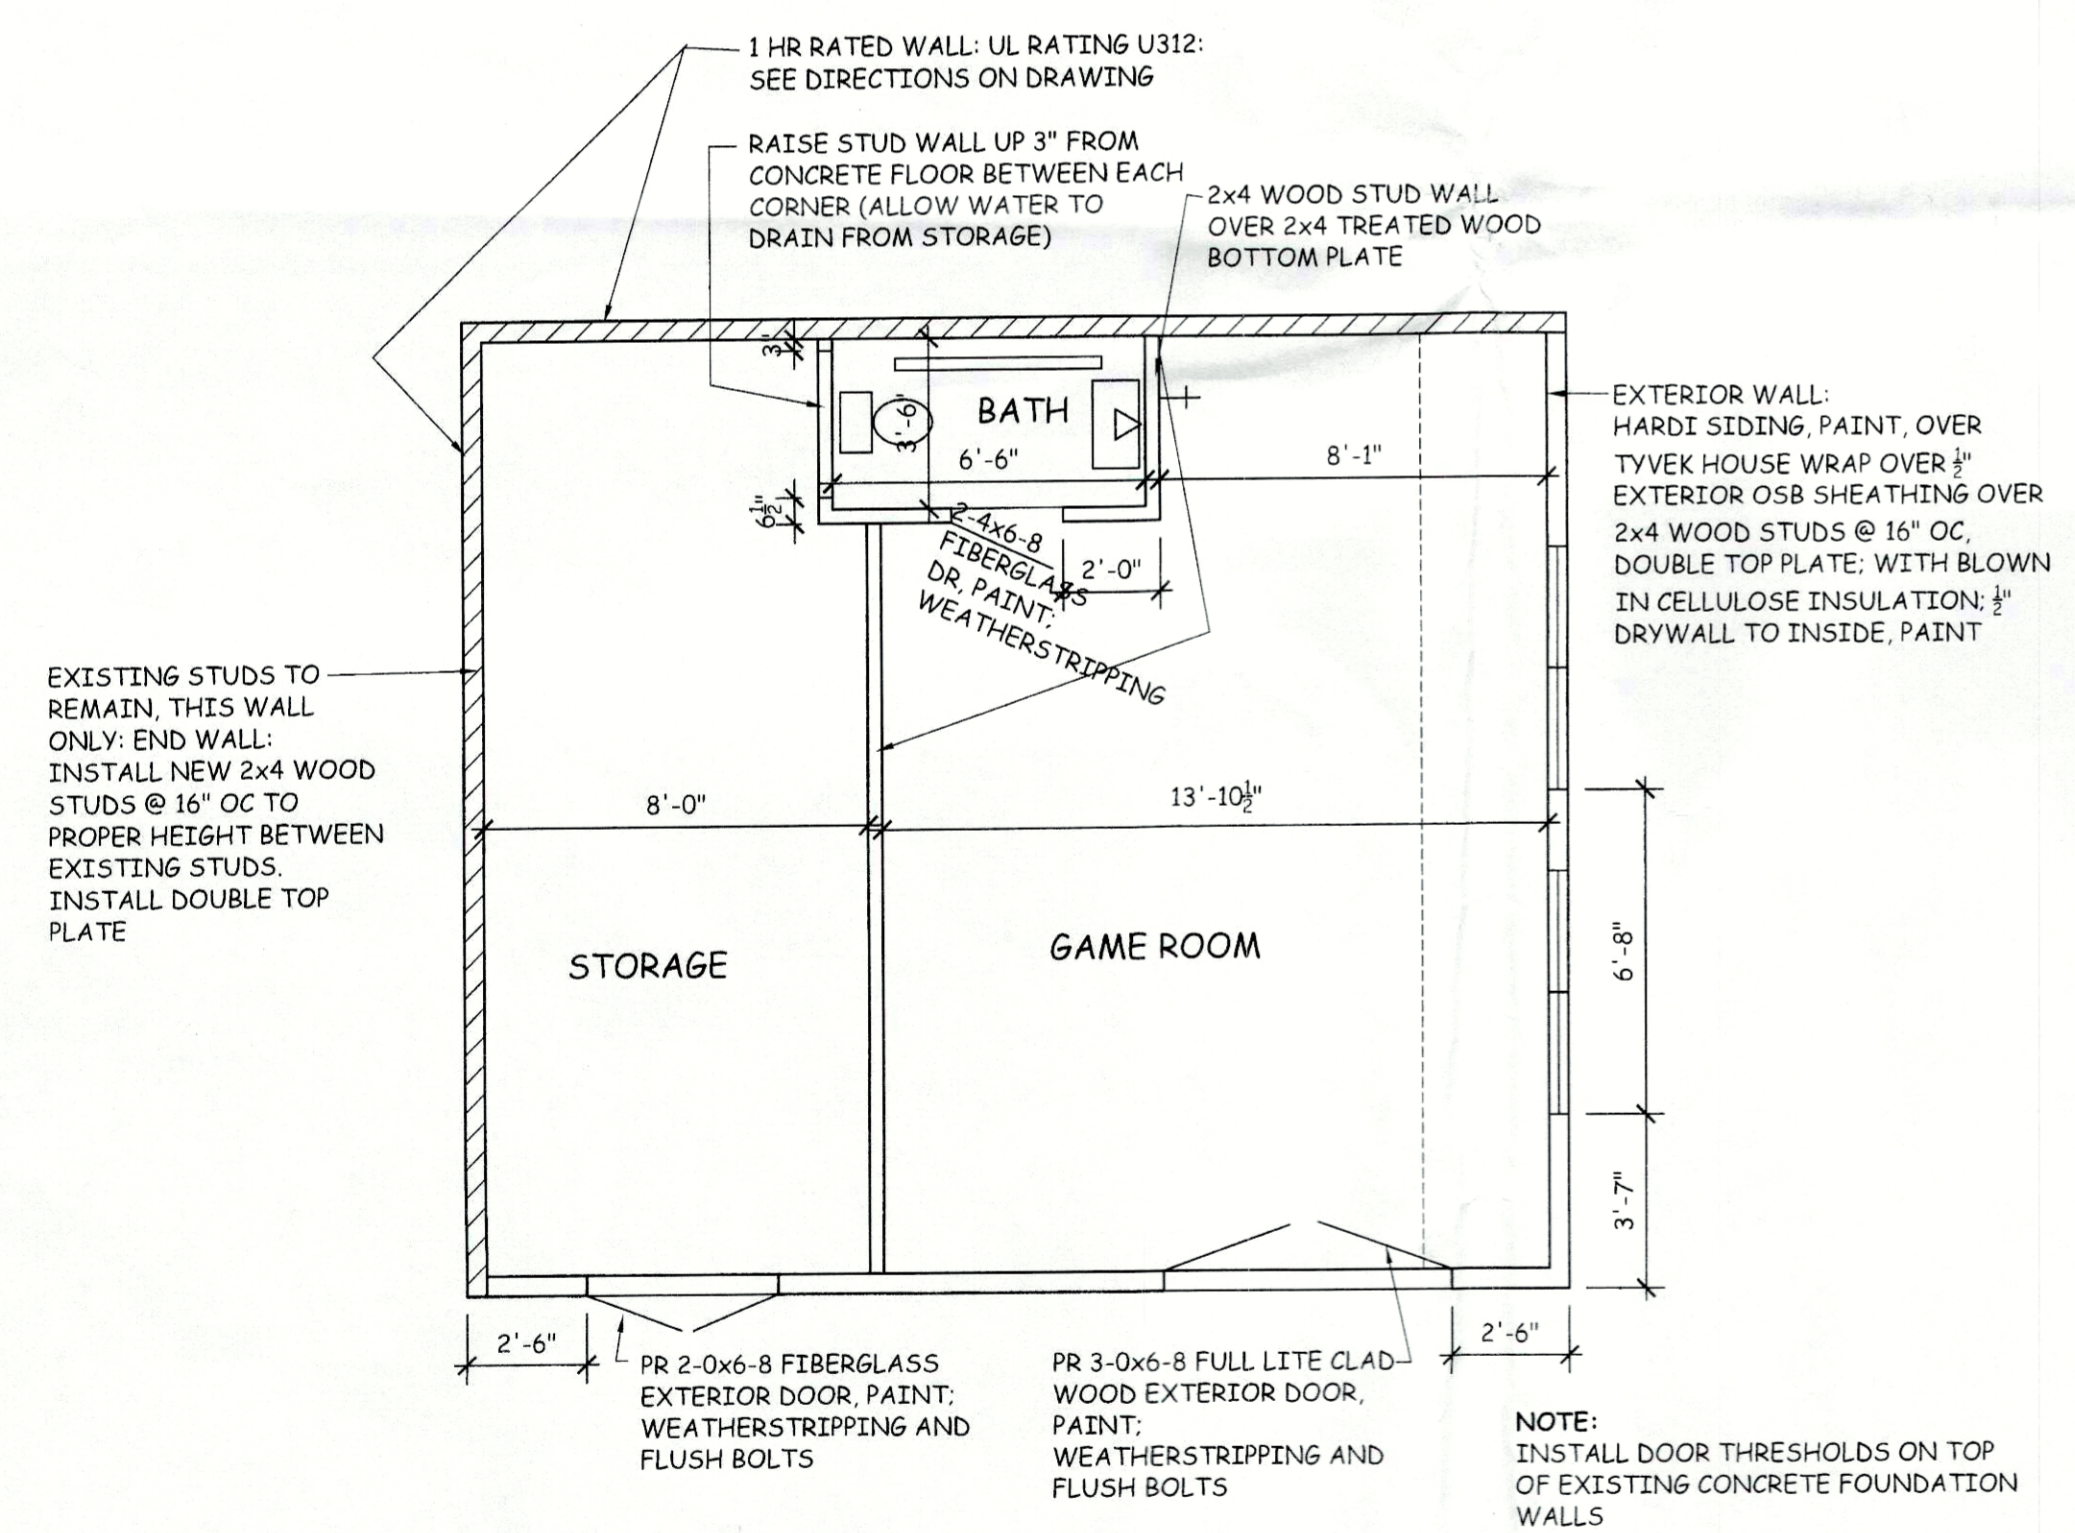 1 HR RATED WALL: UL RATING U312:
SEE DIRECTIONS ON DRAWING
RAISE STUD WALL UP 3" FROM
CONCRETE FLOOR BETWEEN EACH
CORNER (ALLOW WATER TO
DRAIN FROM STORAGE)
2x4 WOOD STUD WALL
OVER 2x4 TREATED WOOD
BOTTOM PLATE
3"
3'-6"
BATH
6'-6"
8'-1"
6½"
2-4x6-8
FIBERGLASS
DR, PAINT;
WEATHERSTRIPPING
2'-0"
EXTERIOR WALL:
HARDI SIDING, PAINT, OVER
TYVEK HOUSE WRAP OVER ½"
EXTERIOR OSB SHEATHING OVER
2x4 WOOD STUDS @ 16" OC,
DOUBLE TOP PLATE; WITH BLOWN
IN CELLULOSE INSULATION; ½"
DRYWALL TO INSIDE, PAINT
EXISTING STUDS TO
REMAIN, THIS WALL
ONLY: END WALL:
INSTALL NEW 2x4 WOOD
STUDS @ 16" OC TO
PROPER HEIGHT BETWEEN
EXISTING STUDS.
INSTALL DOUBLE TOP
PLATE
8'-0"
13'-10½"
STORAGE
GAME ROOM
6'-8"
3'-7"
2'-6"
2'-6"
PR 2-0x6-8 FIBERGLASS
EXTERIOR DOOR, PAINT;
WEATHERSTRIPPING AND
FLUSH BOLTS
PR 3-0x6-8 FULL LITE CLAD
WOOD EXTERIOR DOOR,
PAINT;
WEATHERSTRIPPING AND
FLUSH BOLTS
NOTE:
INSTALL DOOR THRESHOLDS ON TOP
OF EXISTING CONCRETE FOUNDATION
WALLS